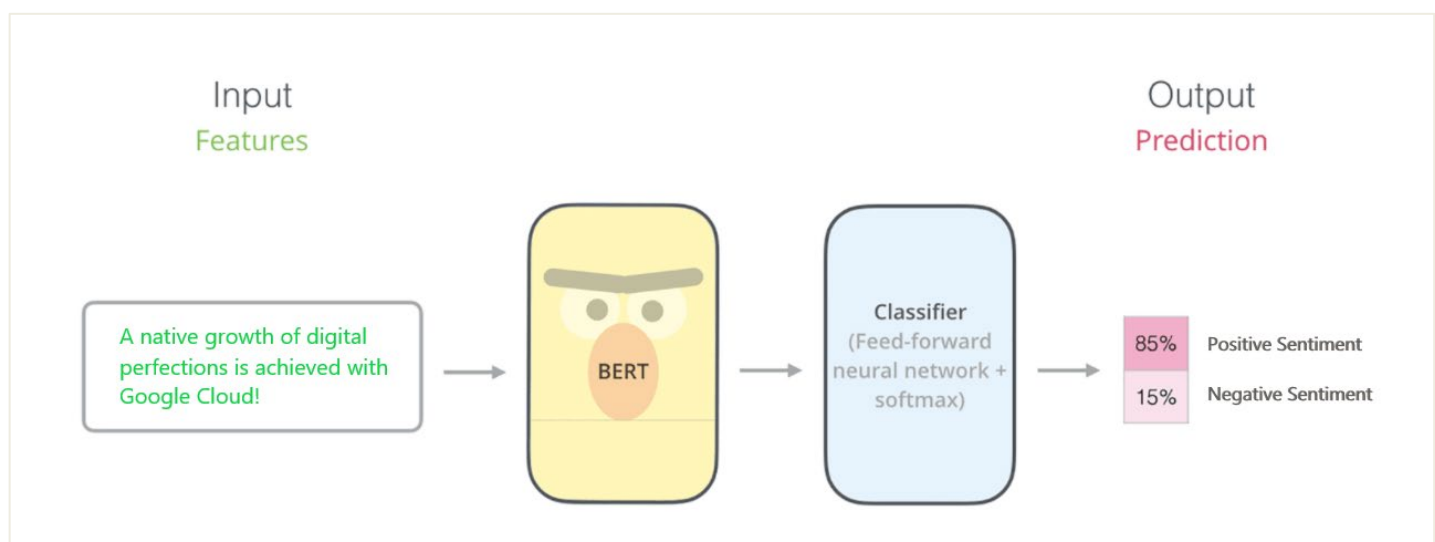 Input
Features
Output
Prediction
A native growth of digital
perfections is achieved with
Google Cloud!
BERT
Classifier
(Feed-forward
neural network +
softmax)
85% Positive Sentiment
15% Negative Sentiment